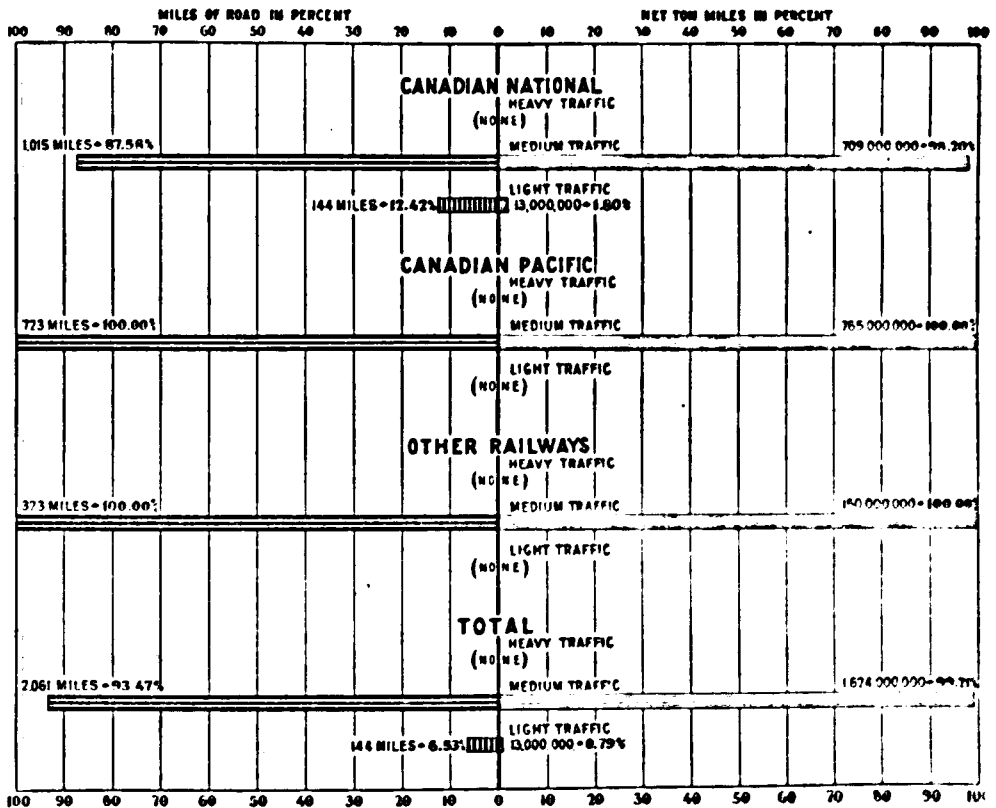 MILES OF ROAD IN PERCENT NET TON MILES IN PERCENT
100 90 80 70 60 50 40 30 20 10 0 10 20 30 40 50 60 70 80 90 100
CANADIAN NATIONAL
HEAVY TRAFFIC
(NONE)
1,015 MILES = 87.58% MEDIUM TRAFFIC 709,000,000 = 98.20%
LIGHT TRAFFIC
144 MILES = 12.42% 13,000,000 = 1.80%
CANADIAN PACIFIC
HEAVY TRAFFIC
(NONE)
723 MILES = 100.00% MEDIUM TRAFFIC 765,000,000 = 100.00%
LIGHT TRAFFIC
(NONE)
OTHER RAILWAYS
HEAVY TRAFFIC
(NONE)
323 MILES = 100.00% MEDIUM TRAFFIC 150,000,000 = 100.00%
LIGHT TRAFFIC
(NONE)
TOTAL
HEAVY TRAFFIC
(NONE)
2,061 MILES = 93.47% MEDIUM TRAFFIC
LIGHT TRAFFIC
144 MILES = 6.53% 13,000,000 = 0.79%
100 90 80 70 60 50 40 30 20 10 0 10 20 30 40 50 60 70 80 90